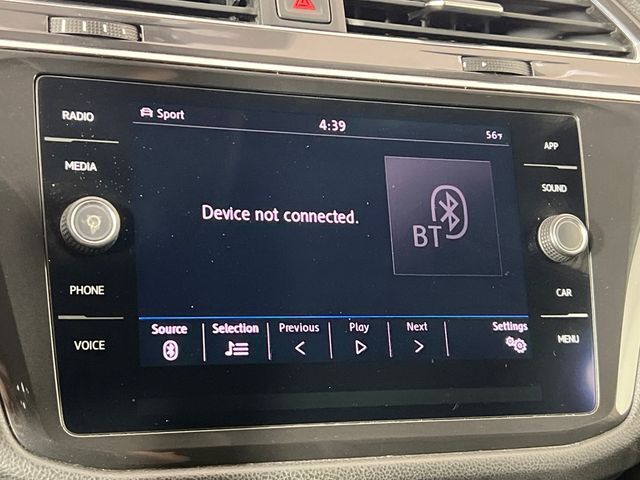 RADIO
MEDIA
PHONE
VOICE
Sport
4:39
56°F
Device not connected.
BT
Source
Selection
Previous
Play
Next
Settings
APP
SOUND
CAR
MENU